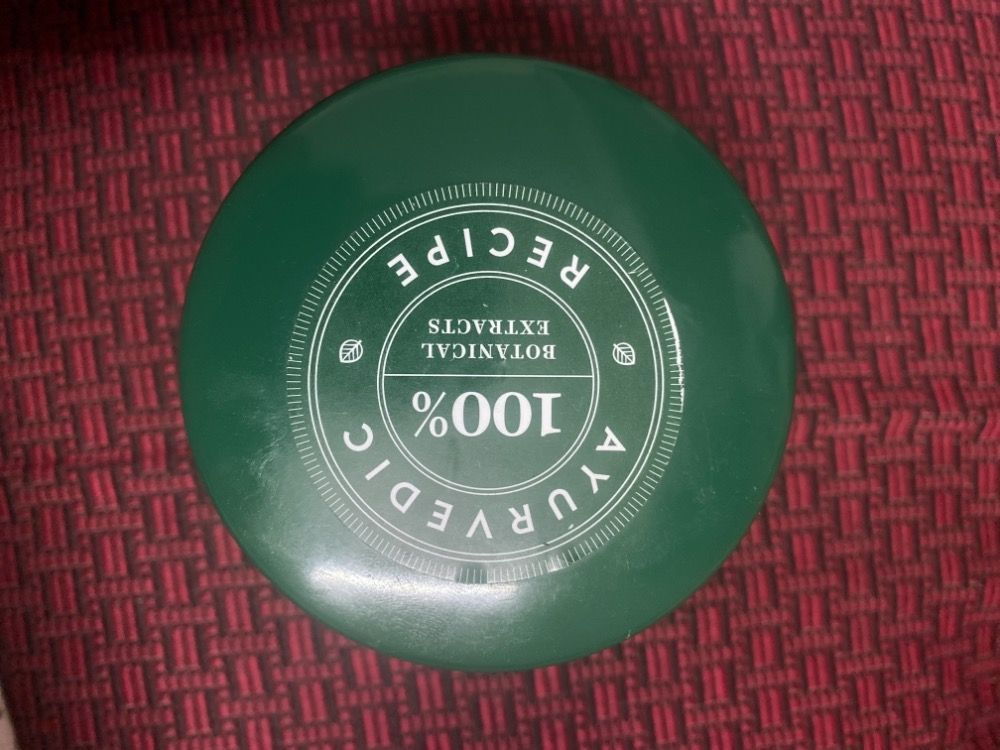 AYURVEDIC
100%
BOTANICAL
EXTRACTS
RECIPE